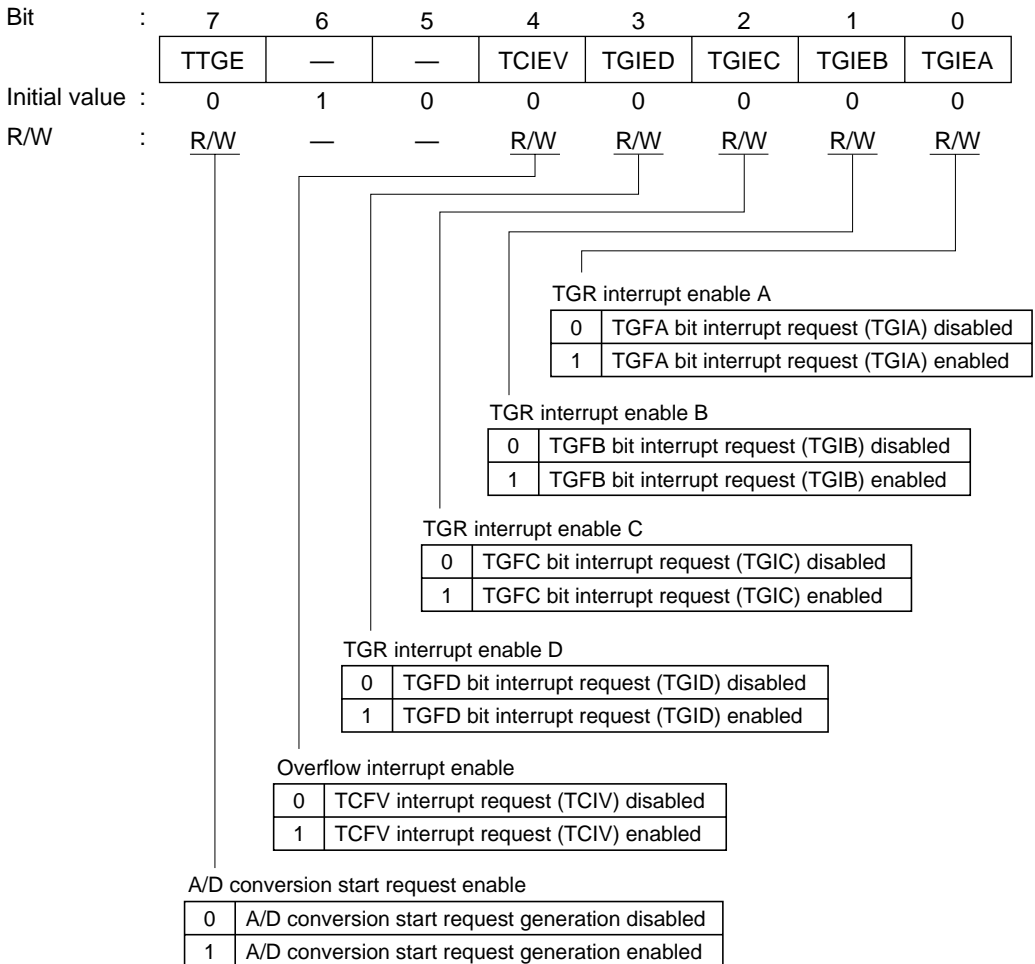 Bit : 7 6 5 4 3 2 1 0
TTGE — — TCIEV TGIED TGIEC TGIEB TGIEA
Initial value : 0 1 0 0 0 0 0 0
R/W : R/W — — R/W R/W R/W R/W R/W
TGR interrupt enable A
0 TGFA bit interrupt request (TGIA) disabled
1 TGFA bit interrupt request (TGIA) enabled
TGR interrupt enable B
0 TGFB bit interrupt request (TGIB) disabled
1 TGFB bit interrupt request (TGIB) enabled
TGR interrupt enable C
0 TGFC bit interrupt request (TGIC) disabled
1 TGFC bit interrupt request (TGIC) enabled
TGR interrupt enable D
0 TGFD bit interrupt request (TGID) disabled
1 TGFD bit interrupt request (TGID) enabled
Overflow interrupt enable
0 TCFV interrupt request (TCIV) disabled
1 TCFV interrupt request (TCIV) enabled
A/D conversion start request enable
0 A/D conversion start request generation disabled
1 A/D conversion start request generation enabled